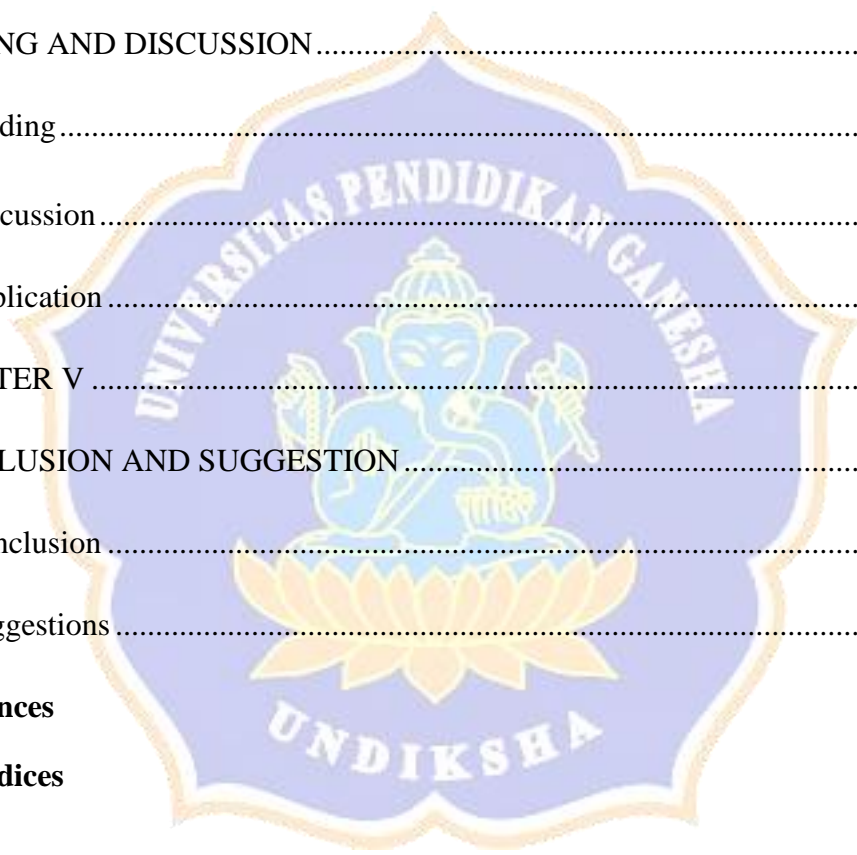 NG AND DISCUSSION
ding
cussion
plication
TER V
LUSION AND SUGGESTION
nclusion
ggestions
nces
dices
UNIVERSITAS PENDIDIKAN GANESHA
UNDIKSHA